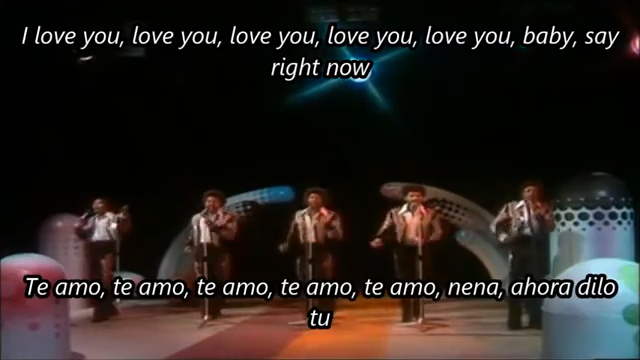 I love you, love you, love you, love you, love you, baby, say
right now
Te amo, te amo, te amo, te amo, te amo, nena, ahora dilo
tu